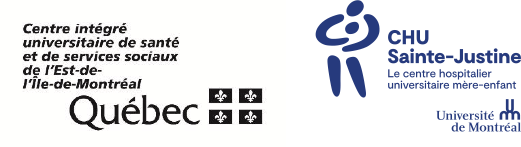 Centre intégré
universitaire de santé
et de services sociaux
de l'Est-de-
l'Île-de-Montréal
Québec
CHU
Sainte-Justine
Le centre hospitalier
universitaire mère-enfant
Université
de Montréal